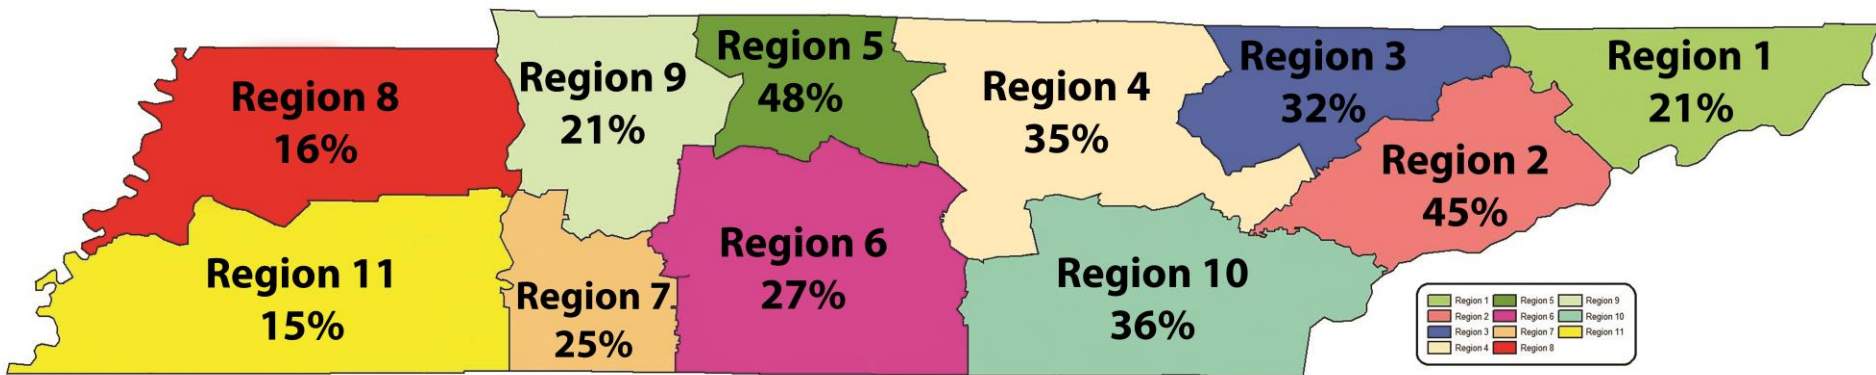 Region 8
16%
Region 9
21%
Region 5
48%
Region 4
35%
Region 3
32%
Region 1
21%
Region 2
45%
Region 11
15%
Region 7
25%
Region 6
27%
Region 10
36%
Region 1
Region 5
Region 9
Region 2
Region 6
Region 10
Region 3
Region 7
Region 11
Region 4
Region 8